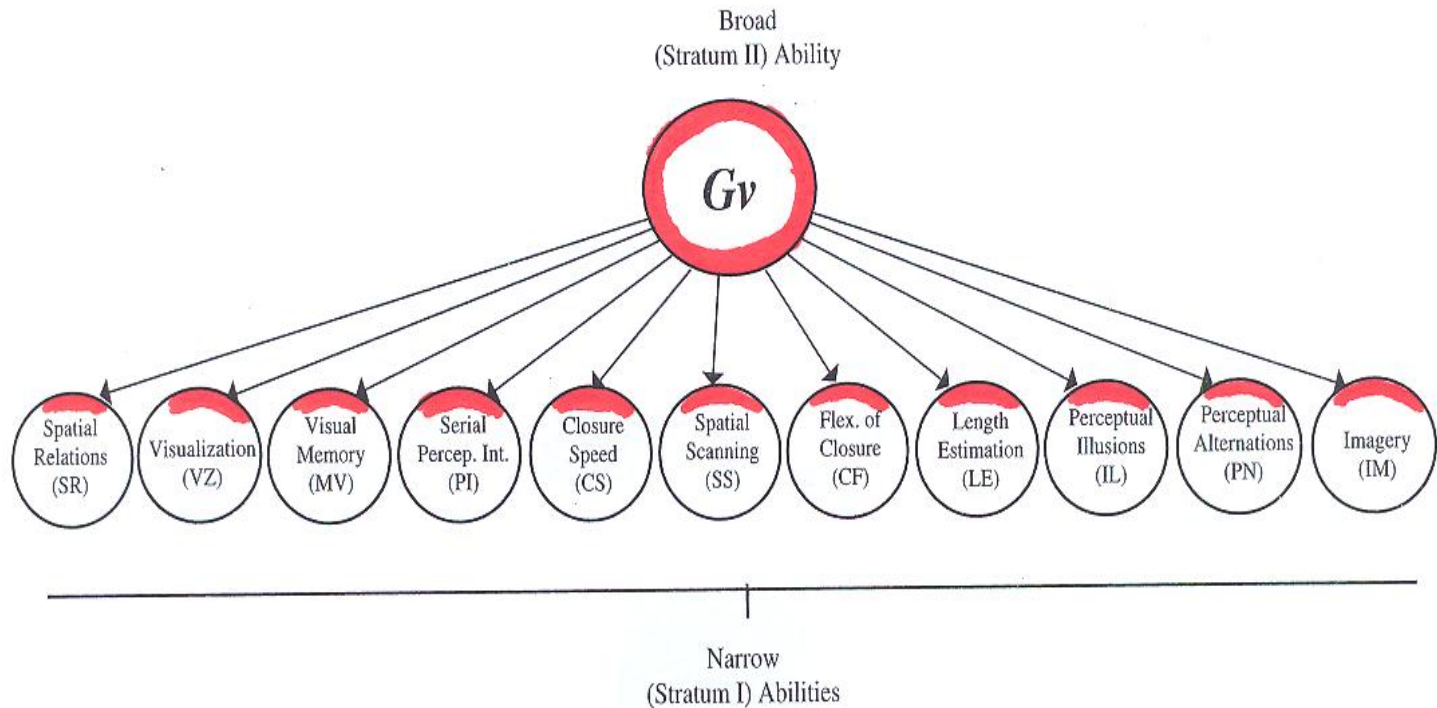 Broad
(Stratum II) Ability
Gv
Spatial
Relations
(SR)
Visualization
(VZ)
Visual
Memory
(MV)
Serial
Percep. Int.
(PI)
Closure
Speed
(CS)
Spatial
Scanning
(SS)
Flex. of
Closure
(CF)
Length
Estimation
(LE)
Perceptual
Illusions
(IL)
Perceptual
Alternations
(PN)
Imagery
(IM)
Narrow
(Stratum I) Abilities